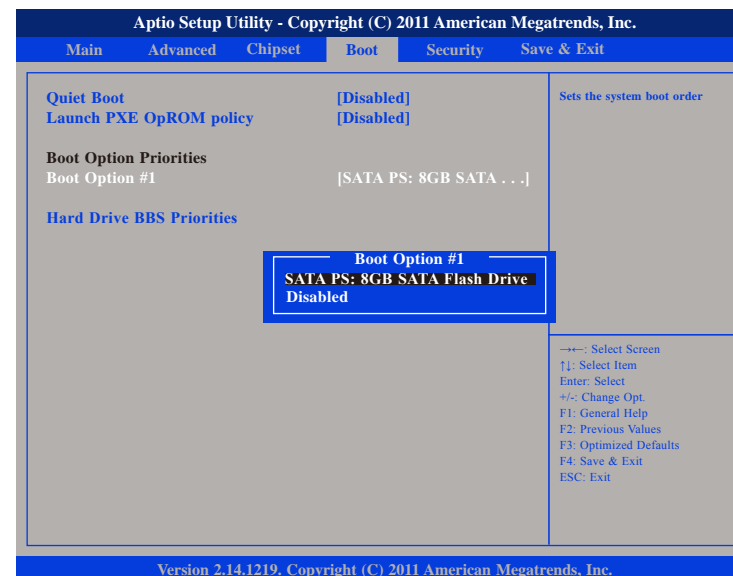 Aptio Setup Utility - Copyright (C) 2011 American Megatrends, Inc.
Main Advanced Chipset Boot Security Save & Exit
Quiet Boot [Disabled]
Launch PXE OpROM policy [Disabled]
Boot Option Priorities
Boot Option #1 [SATA PS: 8GB SATA . . .]
Hard Drive BBS Priorities
Boot Option #1
SATA PS: 8GB SATA Flash Drive
Disabled
Sets the system boot order
→←: Select Screen
↑↓: Select Item
Enter: Select
+/-: Change Opt.
F1: General Help
F2: Previous Values
F3: Optimized Defaults
F4: Save & Exit
ESC: Exit
Version 2.14.1219. Copyright (C) 2011 American Megatrends, Inc.